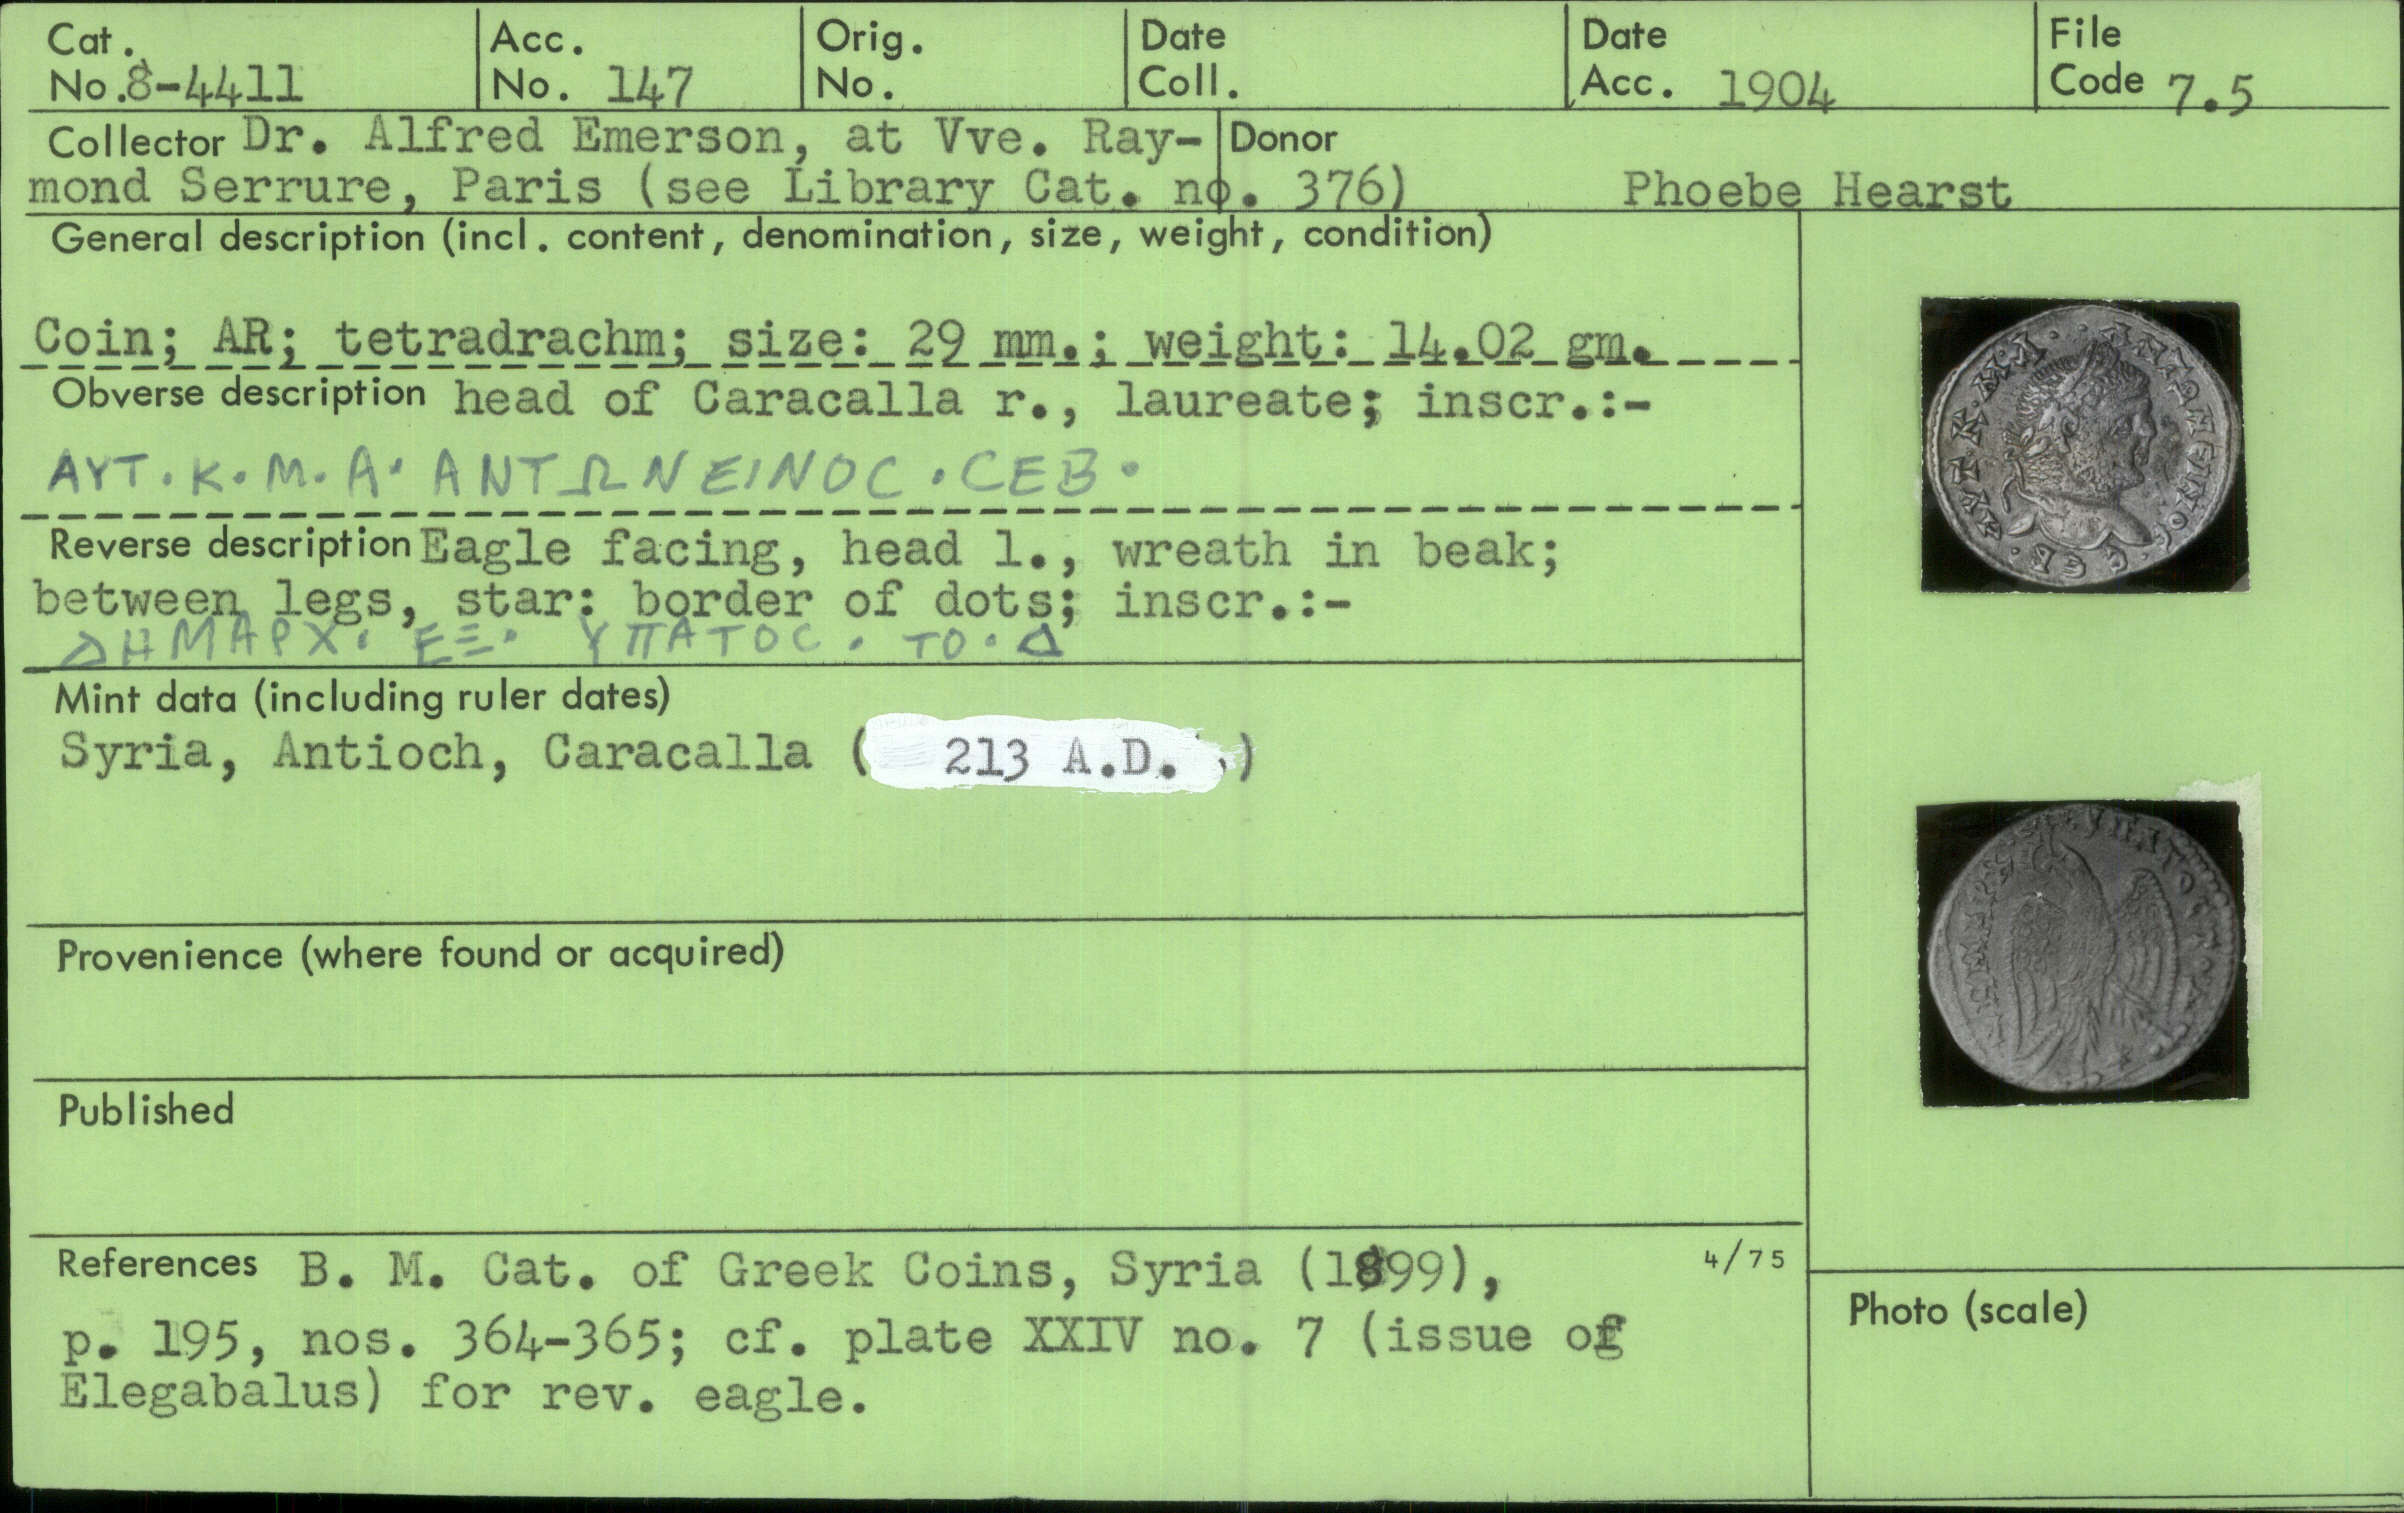 Cat. No. 8-4411
Acc. No. 147
Orig. No.
Date Coll.
Date Acc. 1904
File Code 7.5
Collector Dr. Alfred Emerson, at Vve. Ray-
mond Serrure, Paris (see Library Cat. no. 376)
Donor
Phoebe Hearst
General description (incl. content, denomination, size, weight, condition)
Coin; AR; tetradrachm; size: 29 mm.; weight: 14.02 gm.
Obverse description head of Caracalla r., laureate; inscr.:-
ΑΥΤ·Κ·Μ·Α·ΑΝΤΩΝΕΙΝΟC·CΕΒ·
Reverse description Eagle facing, head l., wreath in beak;
between legs, star: border of dots; inscr.:-
ΔΗΜΑΡΧ· ΕΞ· ΥΠΑΤΟC · ΤΟ·Δ
Mint data (including ruler dates)
Syria, Antioch, Caracalla ( 213 A.D. )
Provenience (where found or acquired)
Published
References B. M. Cat. of Greek Coins, Syria (1899),
p. 195, nos. 364-365; cf. plate XXIV no. 7 (issue of
Elegabalus) for rev. eagle.
4/75
Photo (scale)